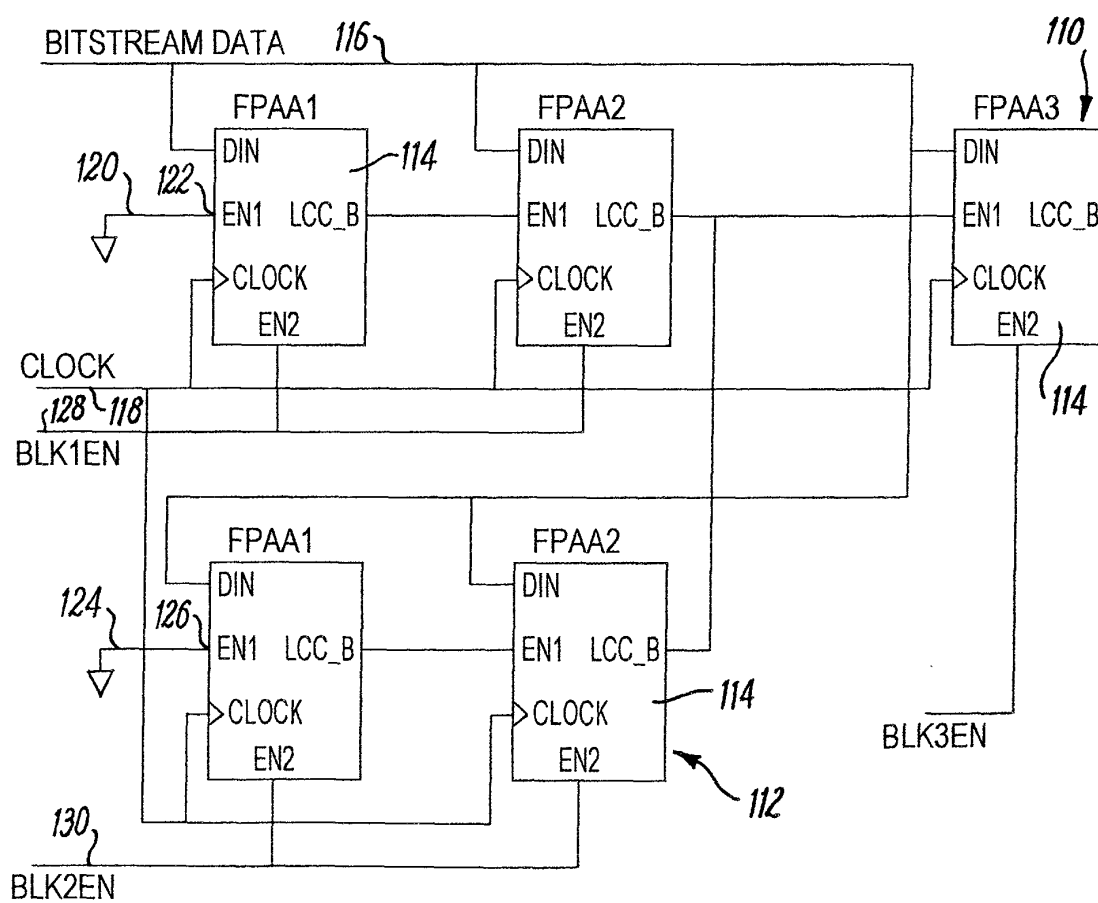 BITSTREAM DATA
116
110
FPAA1
FPAA2
FPAA3
DIN
114
DIN
DIN
120
122
EN1
LCC_B
EN1
LCC_B
EN1
LCC_B
CLOCK
CLOCK
CLOCK
EN2
EN2
EN2
CLOCK
118
114
128
BLK1EN
FPAA1
FPAA2
DIN
DIN
124
126
EN1
LCC_B
EN1
LCC_B
114
CLOCK
CLOCK
BLK3EN
EN2
EN2
112
130
BLK2EN